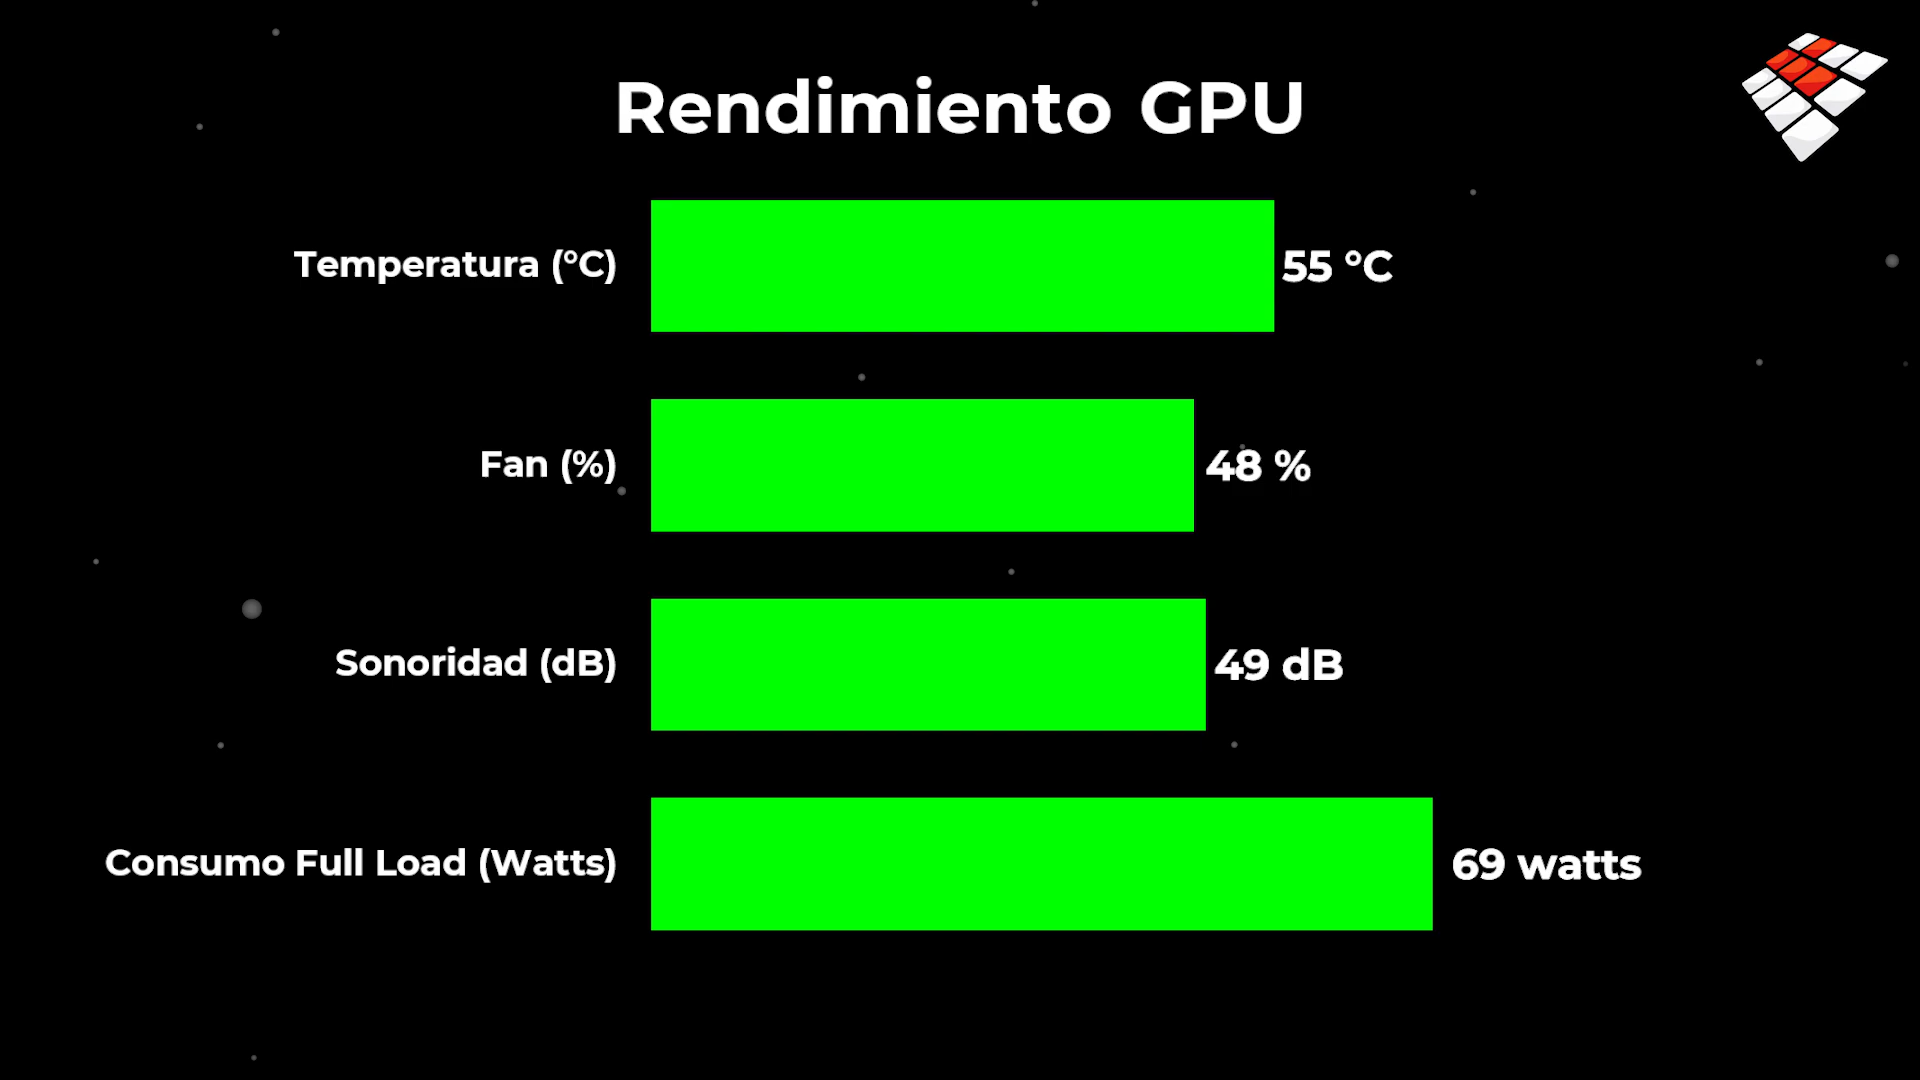 Rendimiento GPU
Temperatura (°C) 55 °C
Fan (%) 48 %
Sonoridad (dB) 49 dB
Consumo Full Load (Watts) 69 watts